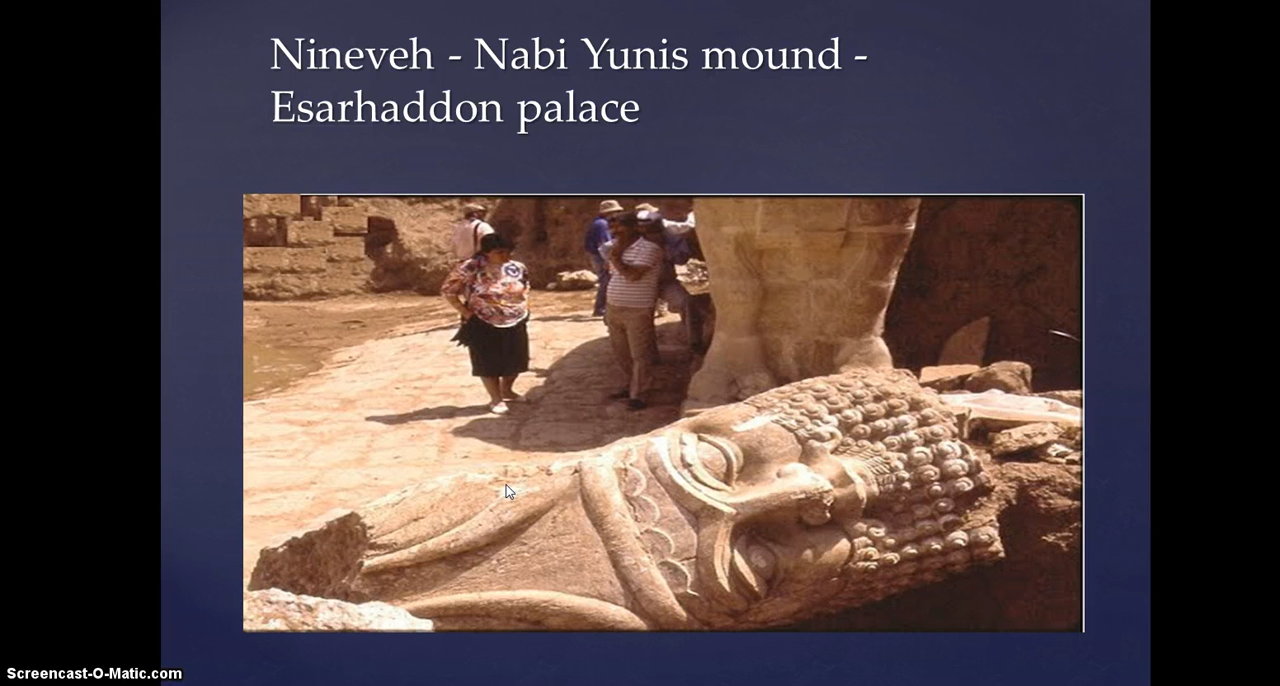 Nineveh - Nabi Yunis mound -
Esarhaddon palace
Screencast-O-Matic.com